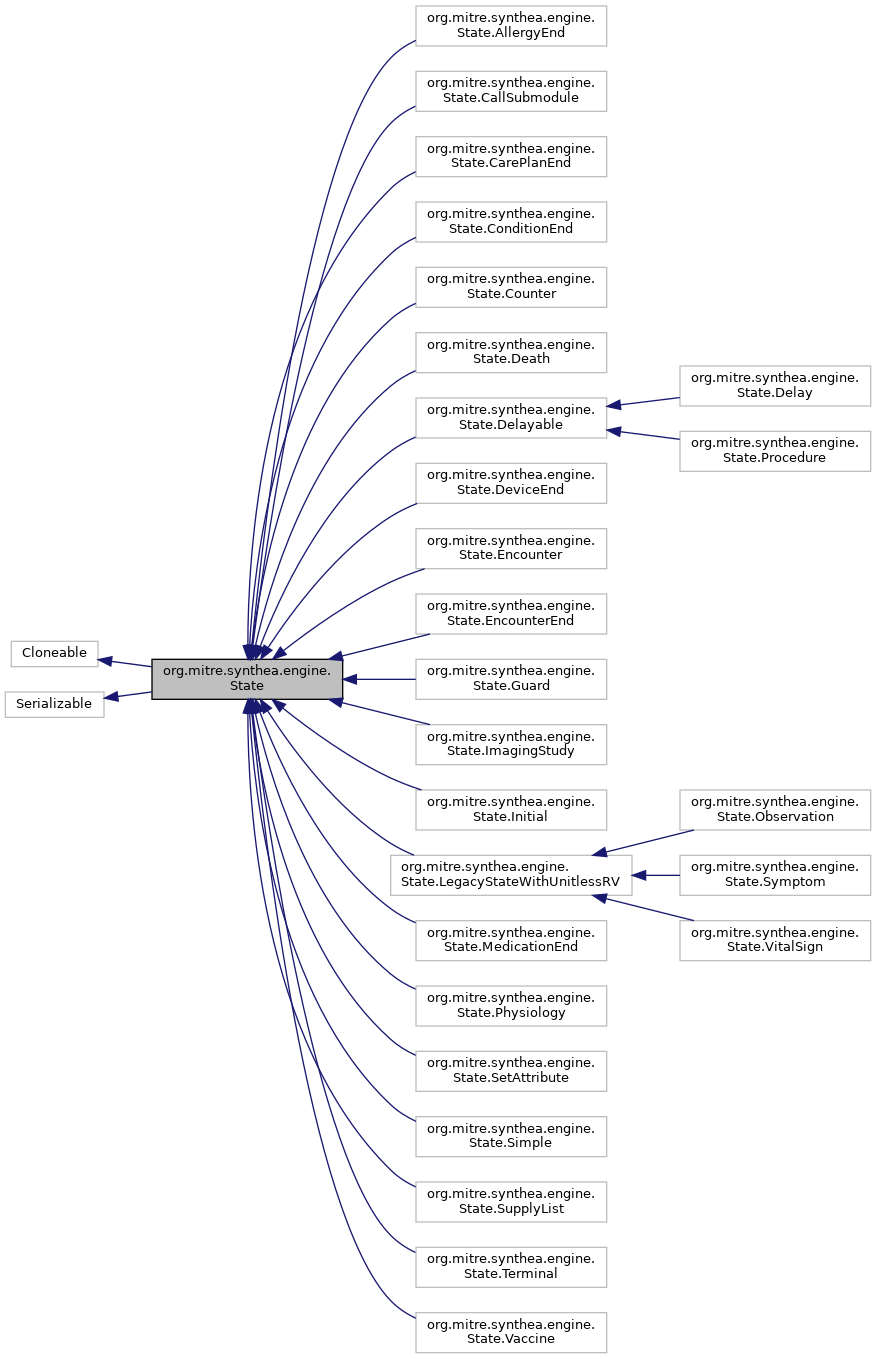 Cloneable
Serializable
org.mitre.synthea.engine.
State
org.mitre.synthea.engine.
State.AllergyEnd
org.mitre.synthea.engine.
State.CallSubmodule
org.mitre.synthea.engine.
State.CarePlanEnd
org.mitre.synthea.engine.
State.ConditionEnd
org.mitre.synthea.engine.
State.Counter
org.mitre.synthea.engine.
State.Death
org.mitre.synthea.engine.
State.Delayable
org.mitre.synthea.engine.
State.DeviceEnd
org.mitre.synthea.engine.
State.Encounter
org.mitre.synthea.engine.
State.EncounterEnd
org.mitre.synthea.engine.
State.Guard
org.mitre.synthea.engine.
State.ImagingStudy
org.mitre.synthea.engine.
State.Initial
org.mitre.synthea.engine.
State.LegacyStateWithUnitlessRV
org.mitre.synthea.engine.
State.MedicationEnd
org.mitre.synthea.engine.
State.Physiology
org.mitre.synthea.engine.
State.SetAttribute
org.mitre.synthea.engine.
State.Simple
org.mitre.synthea.engine.
State.SupplyList
org.mitre.synthea.engine.
State.Terminal
org.mitre.synthea.engine.
State.Vaccine
org.mitre.synthea.engine.
State.Delay
org.mitre.synthea.engine.
State.Procedure
org.mitre.synthea.engine.
State.Observation
org.mitre.synthea.engine.
State.Symptom
org.mitre.synthea.engine.
State.VitalSign